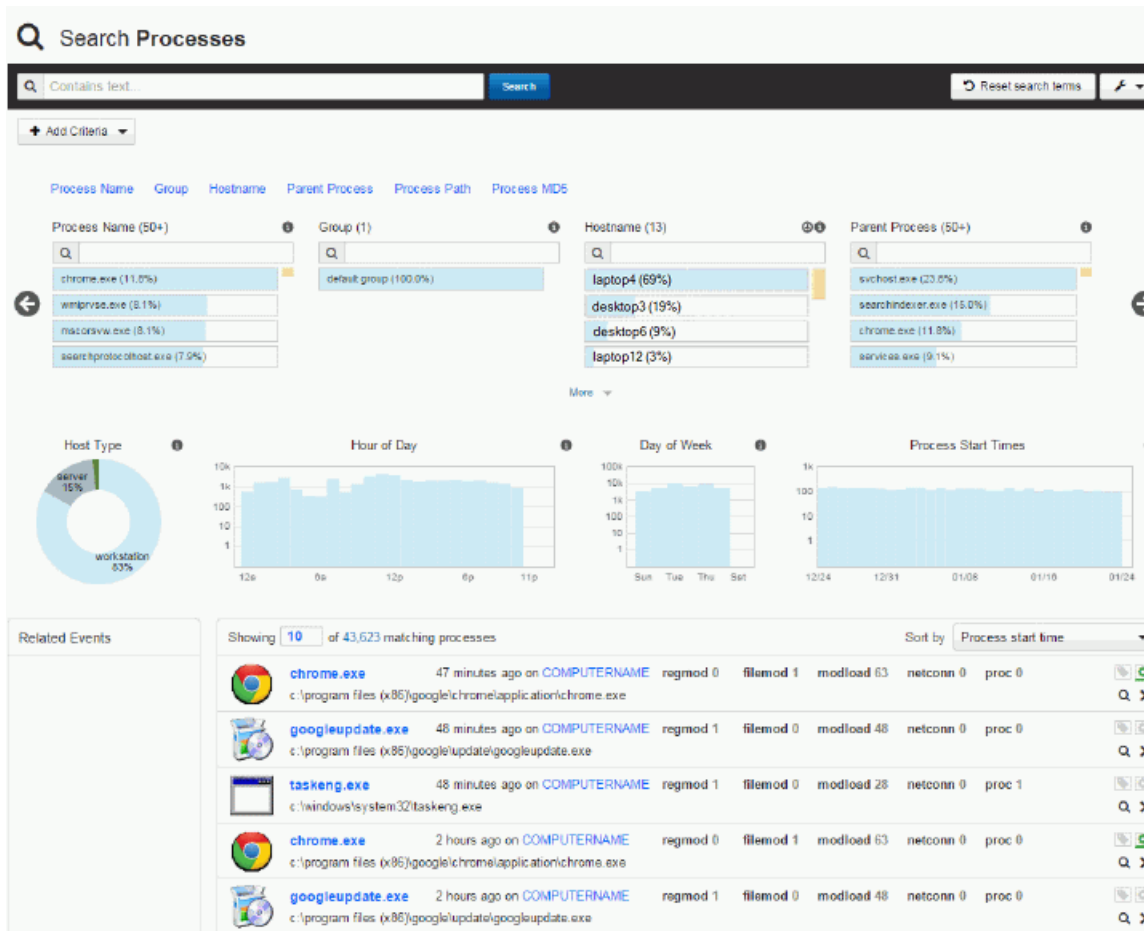 Search Processes
Contains text...
Search
Reset search terms
Add Criteria
Process Name Group Hostname Parent Process Process Path Process MD5
Process Name (50+) Group (1) Hostname (13) Parent Process (50+)
chrome.exe (11.8%) default group (100.0%) laptop4 (69%) svchost.exe (23.6%)
wmiprvse.exe (8.1%) desktop3 (19%) searchindexer.exe (15.0%)
mscorsvw.exe (8.1%) desktop6 (9%) chrome.exe (11.8%)
searchprotocolhost.exe (7.9%) laptop12 (3%) services.exe (9.1%)
More
Host Type Hour of Day Day of Week Process Start Times
server
15%
workstation
83%
10k
1k
100
10
1
12a 6a 12p 6p 11p
100k
10k
1k
100
10
1
Sun Tue Thu Sat
1k
100
10
1
12/24 12/31 01/08 01/16 01/24
Related Events
Showing 10 of 43,623 matching processes Sort by Process start time
chrome.exe 47 minutes ago on COMPUTERNAME regmod 0 filemod 1 modload 63 netconn 0 proc 0
c:\program files (x86)\google\chrome\application\chrome.exe
googleupdate.exe 48 minutes ago on COMPUTERNAME regmod 1 filemod 0 modload 48 netconn 0 proc 0
c:\program files (x86)\google\update\googleupdate.exe
taskeng.exe 48 minutes ago on COMPUTERNAME regmod 1 filemod 0 modload 28 netconn 0 proc 1
c:\windows\system32\taskeng.exe
chrome.exe 2 hours ago on COMPUTERNAME regmod 0 filemod 1 modload 63 netconn 0 proc 0
c:\program files (x86)\google\chrome\application\chrome.exe
googleupdate.exe 2 hours ago on COMPUTERNAME regmod 1 filemod 0 modload 48 netconn 0 proc 0
c:\program files (x86)\google\update\googleupdate.exe